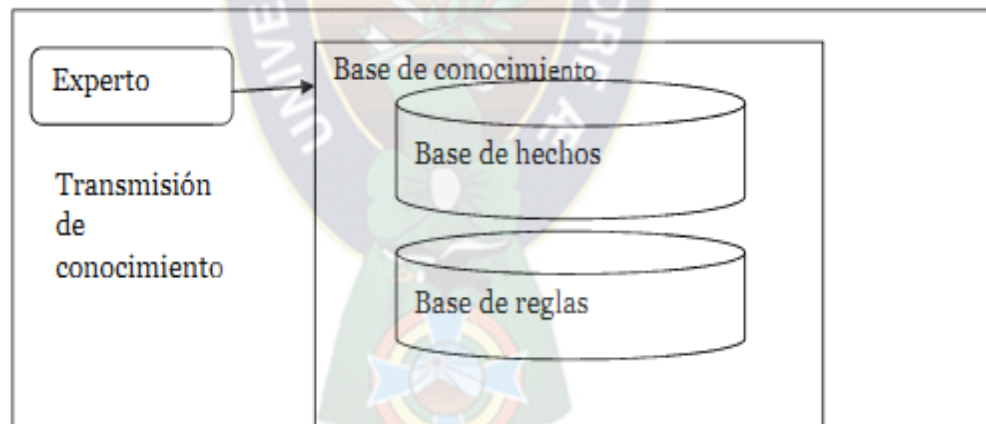 Experto
Base de conocimiento
Base de hechos
Transmisión
de
conocimiento
Base de reglas